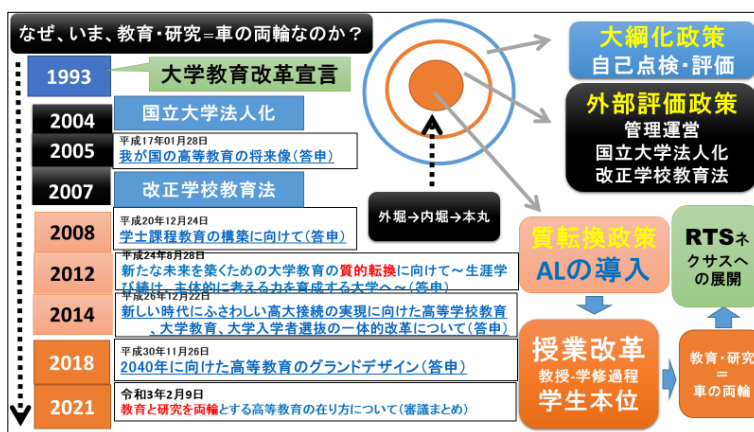 なぜ、いま、教育・研究=車の両輪なのか？
1993
大学教育改革宣言
2004
国立大学法人化
2005
平成17年01月28日
我が国の高等教育の将来像(答申)
2007
改正学校教育法
2008
平成20年12月24日
学士課程教育の構築に向けて(答申)
2012
平成24年8月28日
新たな未来を築くための大学教育の質的転換に向けて～生涯学
び続け、主体的に考える力を育成する大学へ～(答申)
2014
平成26年12月22日
新しい時代にふさわしい高大接続の実現に向けた高等学校教育
、大学教育、大学入学者選抜の一体的改革について(答申)
2018
平成30年11月26日
2040年に向けた高等教育のグランドデザイン(答申)
2021
令和3年2月9日
教育と研究を両輪とする高等教育の在り方について(審議まとめ)
外堀→内堀→本丸
大綱化政策
自己点検・評価
外部評価政策
管理運営
国立大学法人化
改正学校教育法
質転換政策
ALの導入
RTSネ
クサスへ
の展開
授業改革
教授-学修過程
学生本位
教育・研究
＝
車の両輪